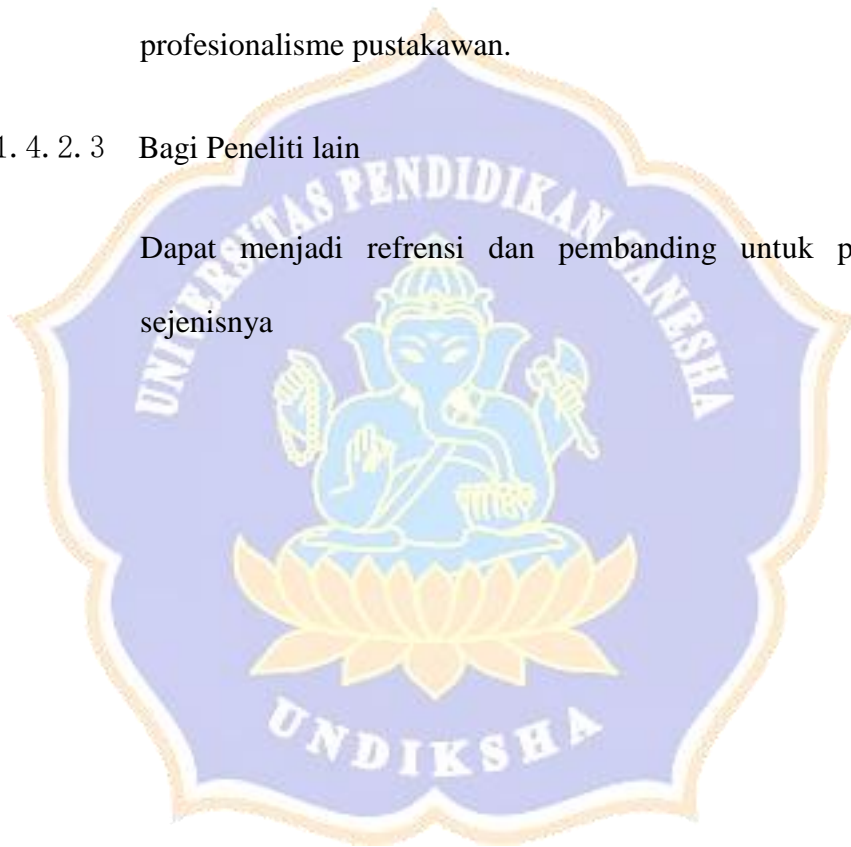 profesionalisme pustakawan.
1.4.2.3 Bagi Peneliti lain
Dapat menjadi refrensi dan pembanding untuk p
sejenisnya
UNIVERSITAS PENDIDIKAN GANESHA
UNDIKSHA